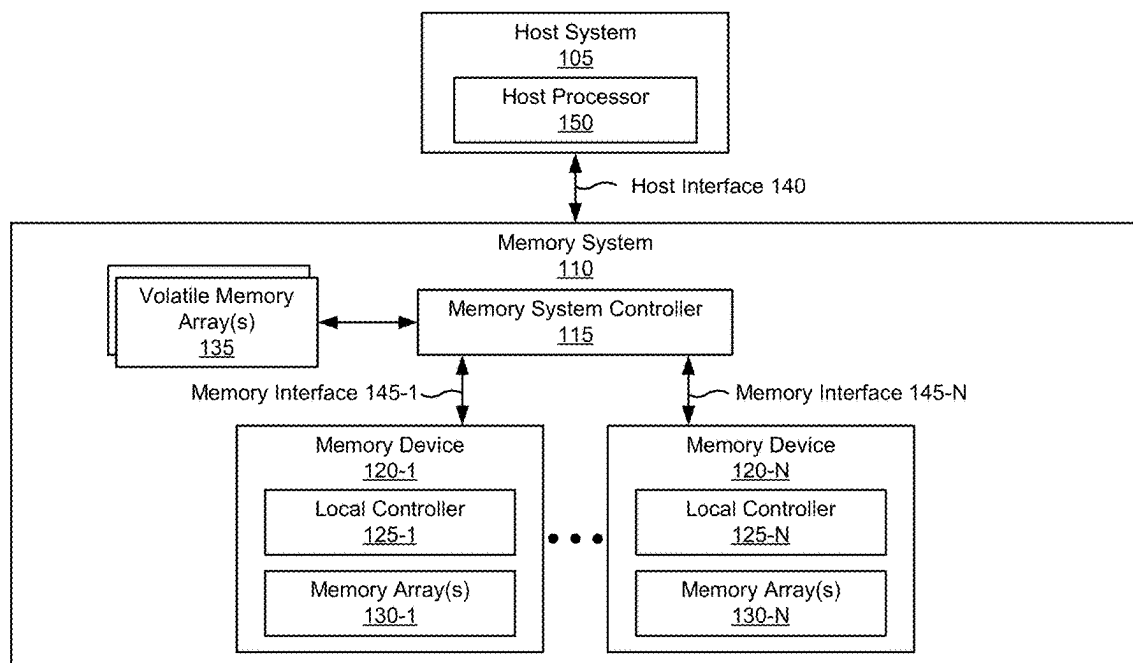 Host System
105
Host Processor
150
Host Interface 140
Memory System
110
Volatile Memory
Array(s)
135
Memory System Controller
115
Memory Interface 145-1
Memory Interface 145-N
Memory Device
120-1
Local Controller
125-1
Memory Array(s)
130-1
Memory Device
120-N
Local Controller
125-N
Memory Array(s)
130-N